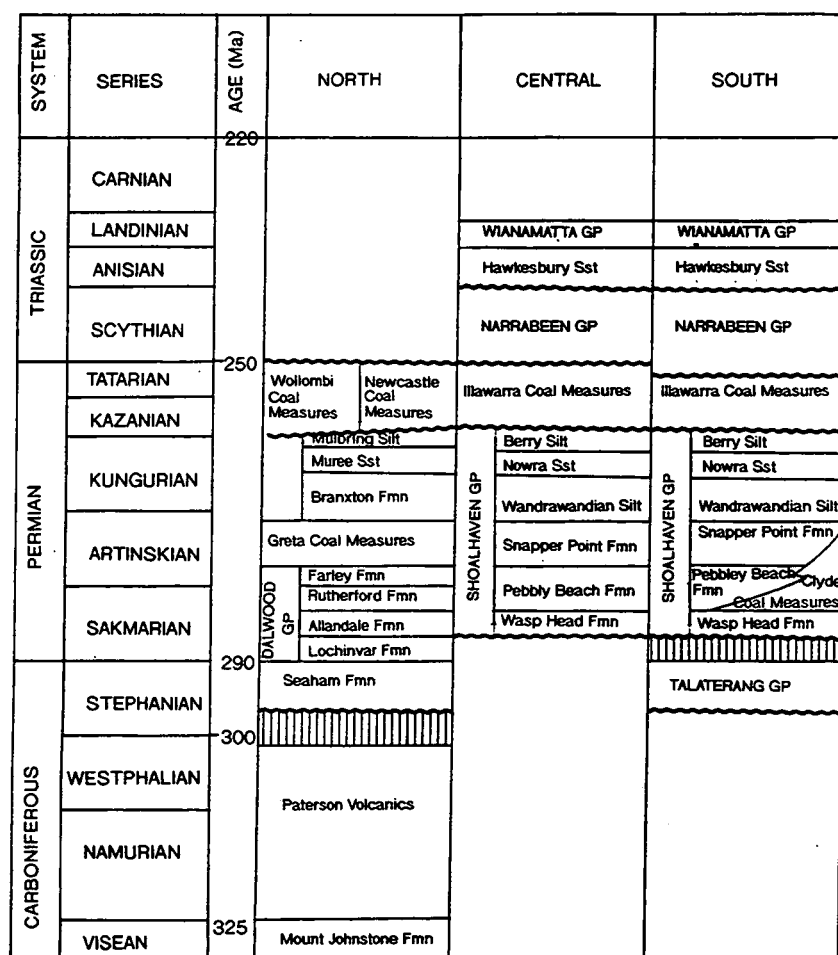 SYSTEM
SERIES
AGE (Ma)
NORTH
CENTRAL
SOUTH
220
TRIASSIC
CARNIAN
LANDINIAN
WIANAMATTA GP
WIANAMATTA GP
ANISIAN
Hawkesbury Sst
Hawkesbury Sst
SCYTHIAN
NARRABEEN GP
NARRABEEN GP
250
PERMIAN
TATARIAN
Wollombi
Coal
Measures
Newcastle
Coal
Measures
Illawarra Coal Measures
Illawarra Coal Measures
KAZANIAN
Mulbring Silt
SHOALHAVEN GP
Berry Silt
SHOALHAVEN GP
Berry Silt
KUNGURIAN
Muree Sst
Nowra Sst
Nowra Sst
Branxton Fmn
Wandrawandian Silt
Wandrawandian Silt
ARTINSKIAN
Greta Coal Measures
Snapper Point Fmn
Snapper Point Fmn
DALWOOD
GP
Farley Fmn
Rutherford Fmn
Pebbly Beach Fmn
Pebbley Beach
Fmn
Clyde
Coal Measures
SAKMARIAN
Allandale Fmn
Wasp Head Fmn
Wasp Head Fmn
Lochinvar Fmn
290
CARBONIFEROUS
STEPHANIAN
Seaham Fmn
TALATERANG GP
300
WESTPHALIAN
Paterson Volcanics
NAMURIAN
325
VISEAN
Mount Johnstone Fmn